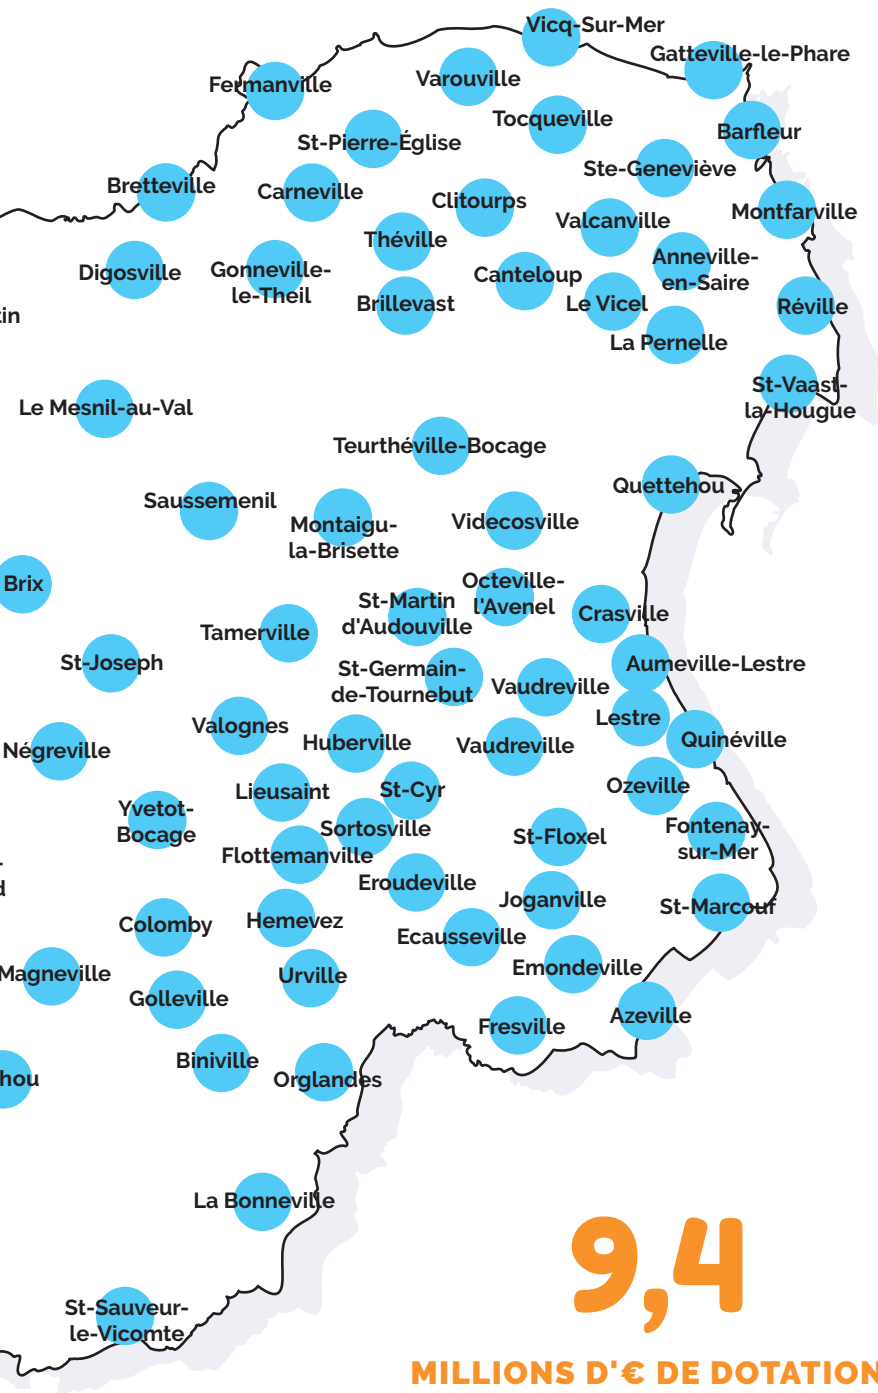 Vicq-Sur-Mer
Gatteville-le-Phare
Fermanville
Varouville
Tocqueville
Barfleur
St-Pierre-Église
Ste-Geneviève
Bretteville
Carneville
Clitourps
Valcanville
Montfarville
Théville
Anneville-
en-Saire
Digosville
Gonneville-
le-Theil
Canteloup
Brillevast
Le Vicel
Réville
tin
La Pernelle
St-Vaast-
la-Hougue
Le Mesnil-au-Val
Teurthéville-Bocage
Quettehou
Saussemenil
Montaigu-
la-Brisette
Videcosville
Brix
Octeville-
l'Avenel
St-Martin
d'Audouville
Crasville
Tamerville
St-Joseph
St-Germain-
de-Tournebut
Aumeville-Lestre
Vaudreville
Lestre
Valognes
Négreville
Huberville
Vaudreville
Quinéville
Lieusaint
St-Cyr
Ozeville
Yvetot-
Bocage
Sortosville
St-Floxel
Fontenay-
sur-Mer
Flottemanville
-
d
Eroudeville
Joganville
St-Marcouf
Colomby
Hemevez
Ecausseville
Magneville
Urville
Emondeville
Golleville
Fresville
Azeville
Biniville
hou
Orglandes
La Bonneville
St-Sauveur-
le-Vicomte
9,4
MILLIONS D'€ DE DOTATION